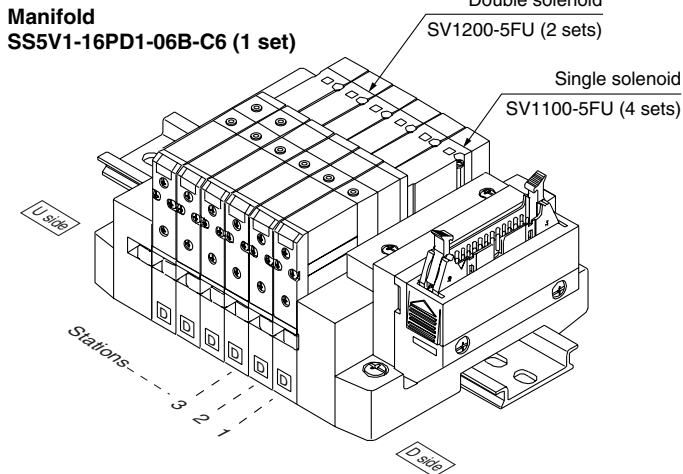 Manifold
SS5V1-16PD1-06B-C6 (1 set)
Double solenoid
SV1200-5FU (2 sets)
Single solenoid
SV1100-5FU (4 sets)
U side
D D D D D D
Stations
3 2 1
D side